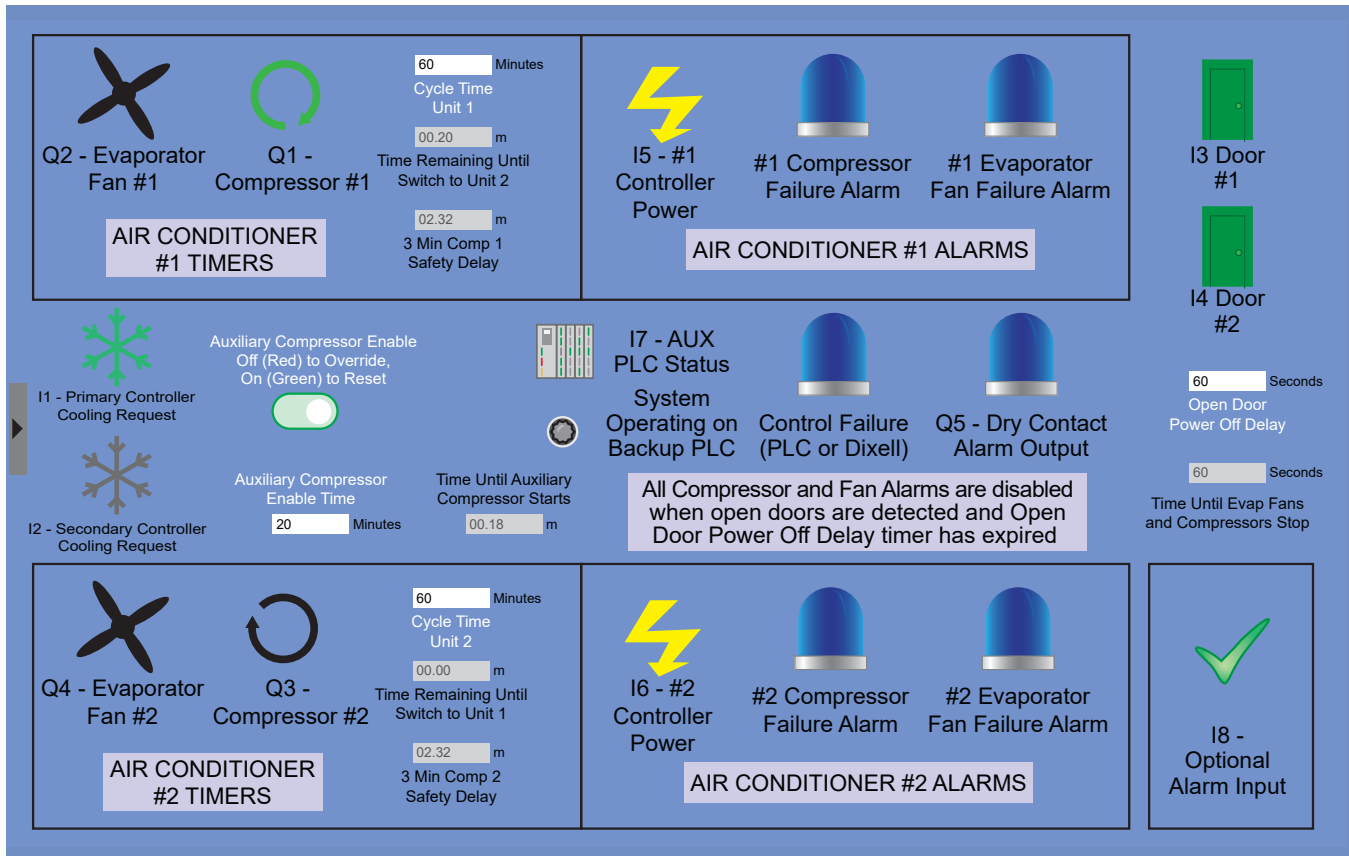 60 Minutes
Cycle Time
Unit 1
00.20 m
Time Remaining Until
Switch to Unit 2
02.32 m
3 Min Comp 1
Safety Delay
Q2 - Evaporator
Fan #1
Q1 -
Compressor #1
AIR CONDITIONER
#1 TIMERS
I5 - #1
Controller
Power
#1 Compressor
Failure Alarm
#1 Evaporator
Fan Failure Alarm
AIR CONDITIONER #1 ALARMS
I3 Door
#1
I4 Door
#2
I1 - Primary Controller
Cooling Request
Auxiliary Compressor Enable
Off (Red) to Override,
On (Green) to Reset
I7 - AUX
PLC Status
System
Operating on
Backup PLC
Control Failure
(PLC or Dixell)
Q5 - Dry Contact
Alarm Output
60 Seconds
Open Door
Power Off Delay
I2 - Secondary Controller
Cooling Request
Auxiliary Compressor
Enable Time
20 Minutes
Time Until Auxiliary
Compressor Starts
00.18 m
All Compressor and Fan Alarms are disabled
when open doors are detected and Open
Door Power Off Delay timer has expired
60 Seconds
Time Until Evap Fans
and Compressors Stop
60 Minutes
Cycle Time
Unit 2
00.00 m
Time Remaining Until
Switch to Unit 1
02.32 m
3 Min Comp 2
Safety Delay
Q4 - Evaporator
Fan #2
Q3 -
Compressor #2
AIR CONDITIONER
#2 TIMERS
I6 - #2
Controller
Power
#2 Compressor
Failure Alarm
#2 Evaporator
Fan Failure Alarm
AIR CONDITIONER #2 ALARMS
I8 -
Optional
Alarm Input